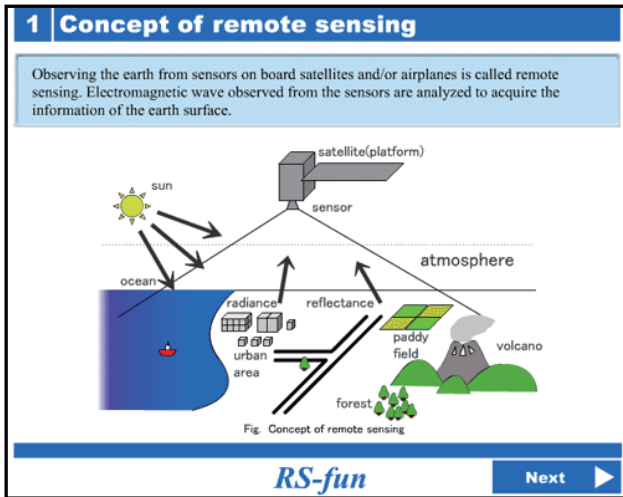 1 Concept of remote sensing
Observing the earth from sensors on board satellites and/or airplanes is called remote
sensing. Electromagnetic wave observed from the sensors are analyzed to acquire the
information of the earth surface.
satellite(platform)
sun
sensor
atmosphere
ocean
radiance
reflectance
urban
area
paddy
field
volcano
forest
Fig. Concept of remote sensing
RS-fun
Next